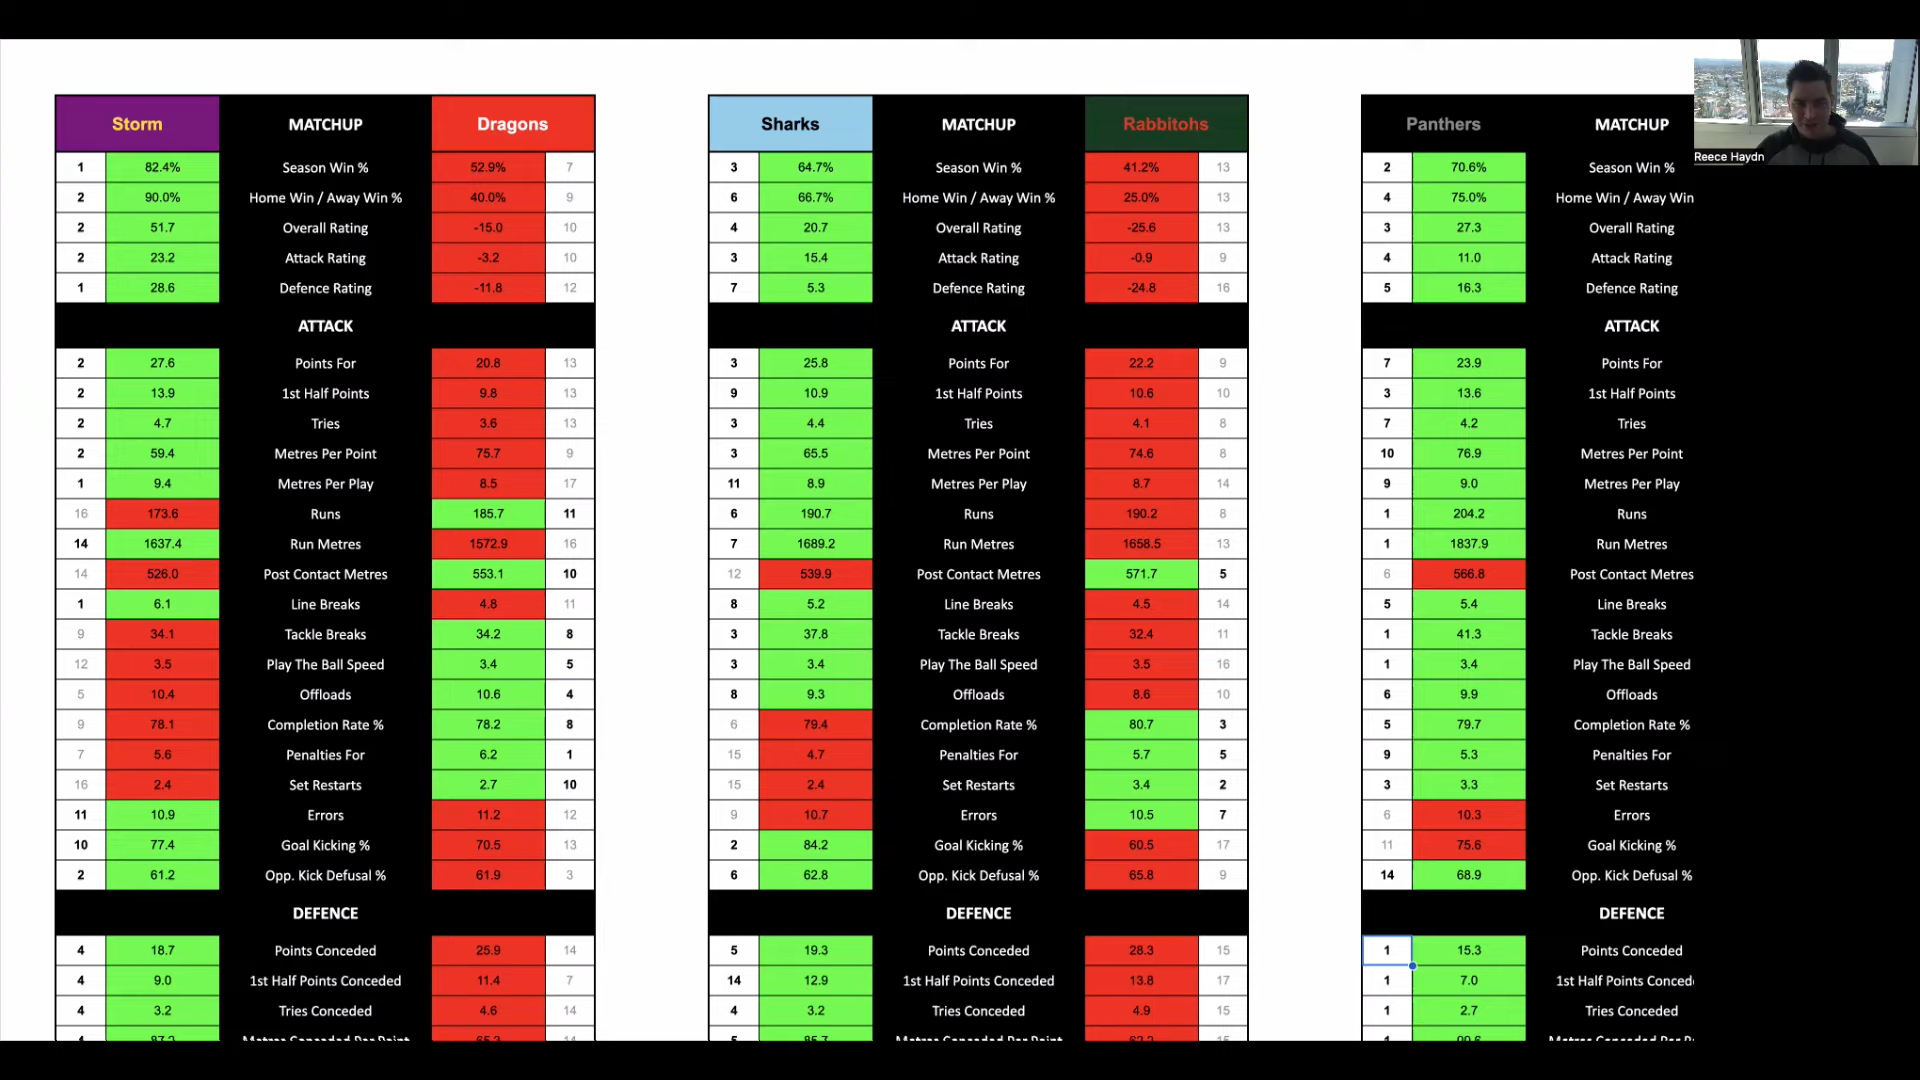 Storm MATCHUP Dragons
1 82.4% Season Win % 52.9% 7
2 90.0% Home Win / Away Win % 40.0% 9
2 51.7 Overall Rating -15.0 10
2 23.2 Attack Rating -3.2 10
1 28.6 Defence Rating -11.8 12
ATTACK
2 27.6 Points For 20.8 13
2 13.9 1st Half Points 9.8 13
2 4.7 Tries 3.6 13
2 59.4 Metres Per Point 75.7 9
1 9.4 Metres Per Play 8.5 17
16 173.6 Runs 185.7 11
14 1637.4 Run Metres 1572.9 16
14 526.0 Post Contact Metres 553.1 10
1 6.1 Line Breaks 4.8 11
9 34.1 Tackle Breaks 34.2 8
12 3.5 Play The Ball Speed 3.4 5
5 10.4 Offloads 10.6 4
9 78.1 Completion Rate % 78.2 8
7 5.6 Penalties For 6.2 1
16 2.4 Set Restarts 2.7 10
11 10.9 Errors 11.2 12
10 77.4 Goal Kicking % 70.5 13
2 61.2 Opp. Kick Defusal % 61.9 3
DEFENCE
4 18.7 Points Conceded 25.9 14
4 9.0 1st Half Points Conceded 11.4 7
4 3.2 Tries Conceded 4.6 14
4 87.2 Metres Conceded Per Point 65.3 14
Sharks MATCHUP Rabbitohs
3 64.7% Season Win % 41.2% 13
6 66.7% Home Win / Away Win % 25.0% 13
4 20.7 Overall Rating -25.6 13
3 15.4 Attack Rating -0.9 9
7 5.3 Defence Rating -24.8 16
ATTACK
3 25.8 Points For 22.2 9
9 10.9 1st Half Points 10.6 10
3 4.4 Tries 4.1 8
3 65.5 Metres Per Point 74.6 8
11 8.9 Metres Per Play 8.7 14
6 190.7 Runs 190.2 8
7 1689.2 Run Metres 1658.5 13
12 539.9 Post Contact Metres 571.7 5
8 5.2 Line Breaks 4.5 14
3 37.8 Tackle Breaks 32.4 11
3 3.4 Play The Ball Speed 3.5 16
8 9.3 Offloads 8.6 10
6 79.4 Completion Rate % 80.7 3
15 4.7 Penalties For 5.7 5
15 2.4 Set Restarts 3.4 2
9 10.7 Errors 10.5 7
2 84.2 Goal Kicking % 60.5 17
6 62.8 Opp. Kick Defusal % 65.8 9
DEFENCE
5 19.3 Points Conceded 28.3 15
14 12.9 1st Half Points Conceded 13.8 17
4 3.2 Tries Conceded 4.9 15
5 85.7 Metres Conceded Per Point 62.2 15
Panthers MATCHUP
2 70.6% Season Win %
4 75.0% Home Win / Away Win
3 27.3 Overall Rating
4 11.0 Attack Rating
5 16.3 Defence Rating
ATTACK
7 23.9 Points For
3 13.6 1st Half Points
7 4.2 Tries
10 76.9 Metres Per Point
9 9.0 Metres Per Play
1 204.2 Runs
1 1837.9 Run Metres
6 566.8 Post Contact Metres
5 5.4 Line Breaks
1 41.3 Tackle Breaks
1 3.4 Play The Ball Speed
6 9.9 Offloads
5 79.7 Completion Rate %
9 5.3 Penalties For
3 3.3 Set Restarts
6 10.3 Errors
11 75.6 Goal Kicking %
14 68.9 Opp. Kick Defusal %
DEFENCE
1 15.3 Points Conceded
1 7.0 1st Half Points Conced
1 2.7 Tries Conceded
1 Metres Conceded Per
Reece Haydn